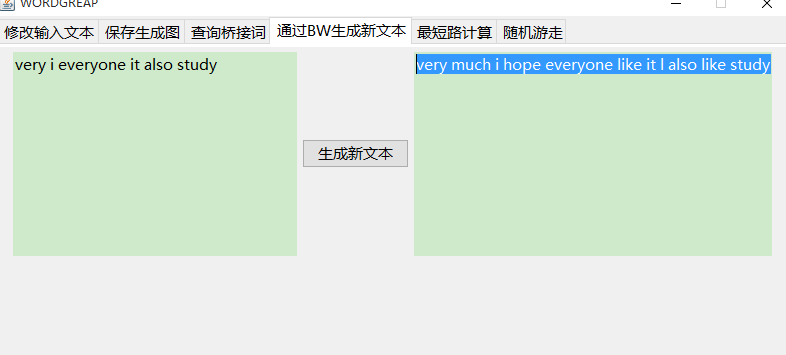 WORDGREAP
修改输入文本 保存生成图 查询桥接词 通过BW生成新文本 最短路计算 随机游走
very i everyone it also study
very much i hope everyone like it l also like study
生成新文本